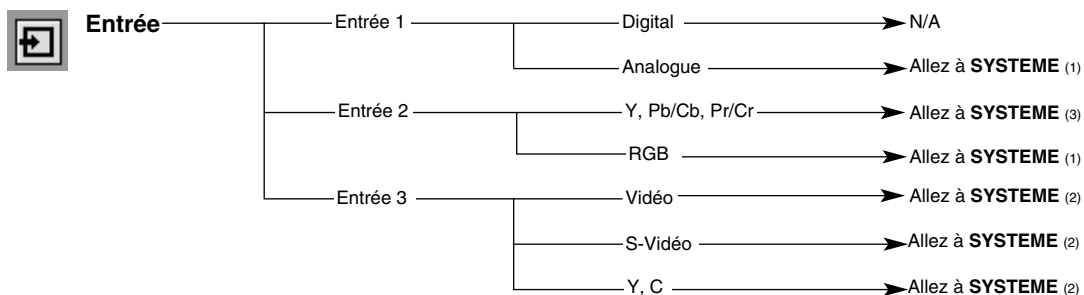 Entrée Entrée 1 Digital N/A
Analogue Allez à SYSTEME (1)
Entrée 2 Y, Pb/Cb, Pr/Cr Allez à SYSTEME (3)
RGB Allez à SYSTEME (1)
Entrée 3 Vidéo Allez à SYSTEME (2)
S-Vidéo Allez à SYSTEME (2)
Y, C Allez à SYSTEME (2)